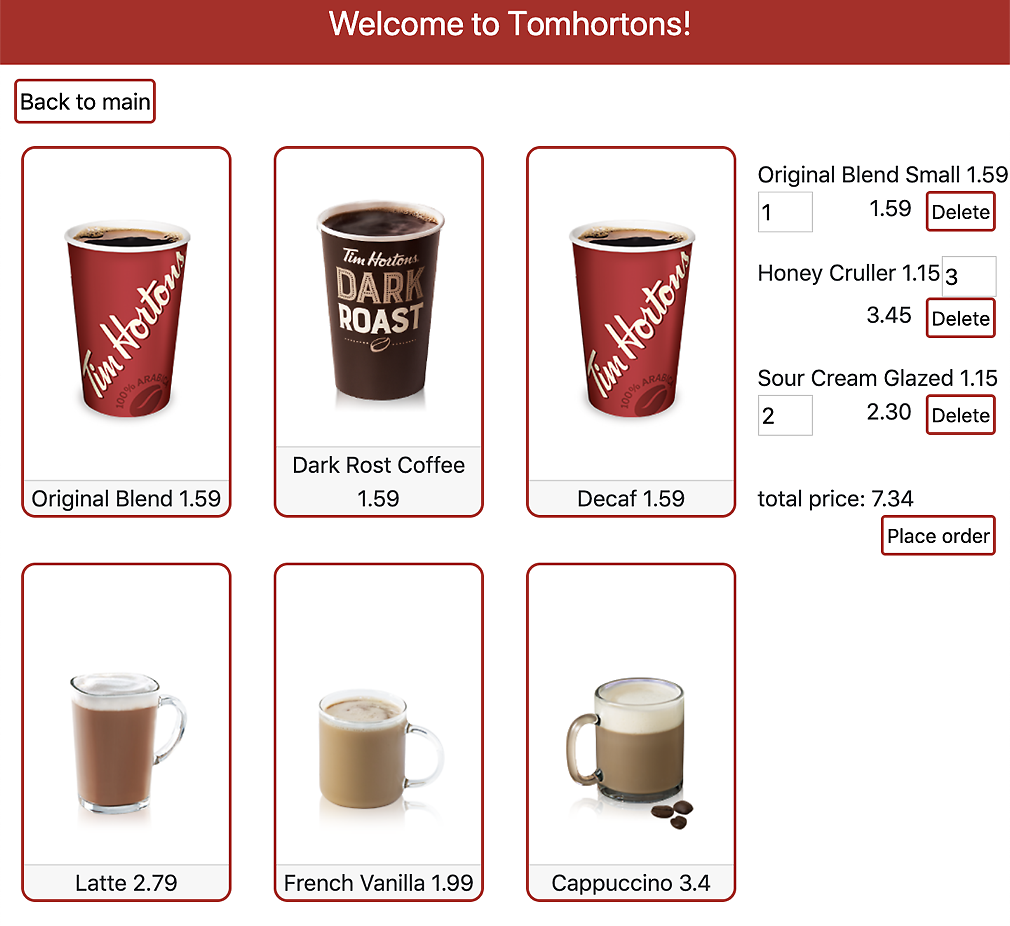 Welcome to Tomhortons!
Back to main
Tim Hortons
100% ARABIC
Original Blend 1.59
Tim Hortons.
DARK
ROAST
Dark Rost Coffee
1.59
Tim Hortons
100% ARABIC
Decaf 1.59
Latte 2.79
French Vanilla 1.99
Cappuccino 3.4
Original Blend Small 1.59
1 1.59 Delete
Honey Cruller 1.15 3
3.45 Delete
Sour Cream Glazed 1.15
2 2.30 Delete
total price: 7.34
Place order